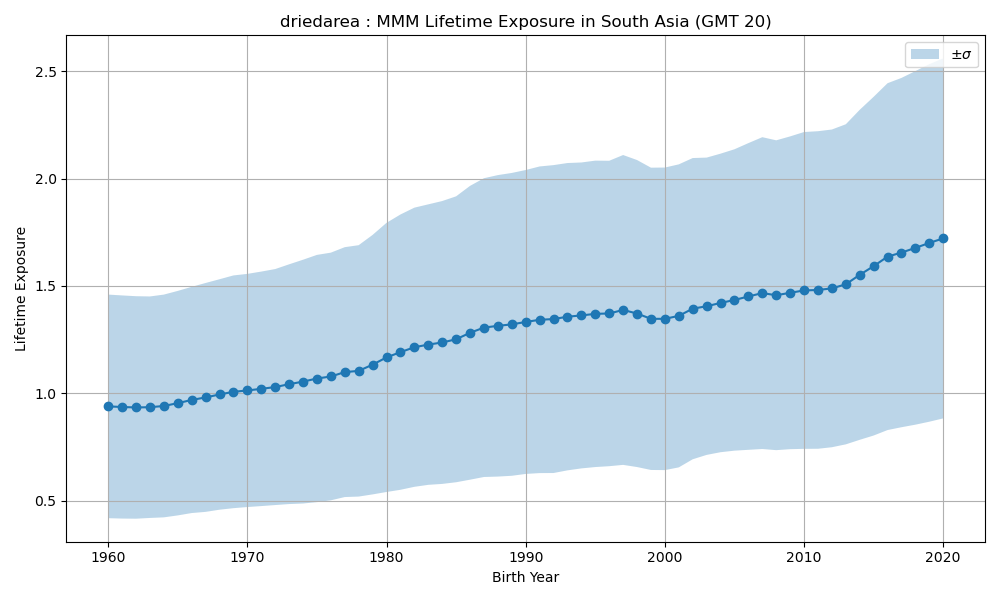 driedarea : MMM Lifetime Exposure in South Asia (GMT 20)
±σ
2.5
2.0
1.5
1.0
0.5
Lifetime Exposure
1960 1970 1980 1990 2000 2010 2020
Birth Year